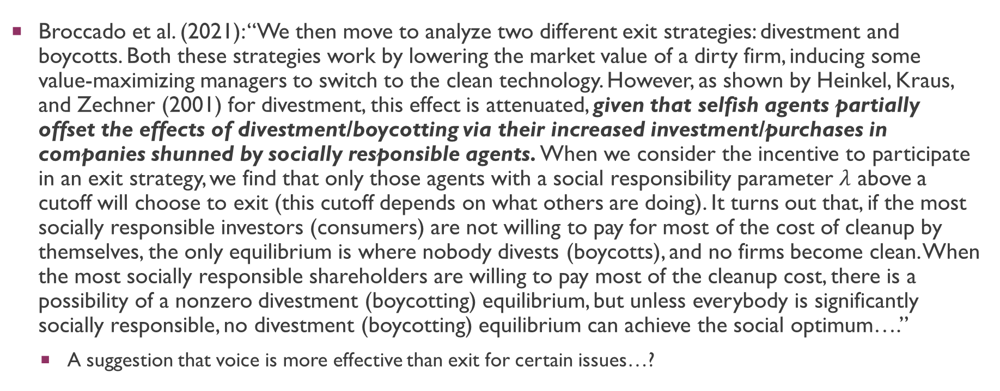 Broccado et al. (2021): “We then move to analyze two different exit strategies: divestment and
boycotts. Both these strategies work by lowering the market value of a dirty firm, inducing some
value-maximizing managers to switch to the clean technology. However, as shown by Heinkel, Kraus,
and Zechner (2001) for divestment, this effect is attenuated, given that selfish agents partially
offset the effects of divestment/boycotting via their increased investment/purchases in
companies shunned by socially responsible agents. When we consider the incentive to participate
in an exit strategy, we find that only those agents with a social responsibility parameter λ above a
cutoff will choose to exit (this cutoff depends on what others are doing). It turns out that, if the most
socially responsible investors (consumers) are not willing to pay for most of the cost of cleanup by
themselves, the only equilibrium is where nobody divests (boycotts), and no firms become clean. When
the most socially responsible shareholders are willing to pay most of the cleanup cost, there is a
possibility of a nonzero divestment (boycotting) equilibrium, but unless everybody is significantly
socially responsible, no divestment (boycotting) equilibrium can achieve the social optimum….”
A suggestion that voice is more effective than exit for certain issues…?